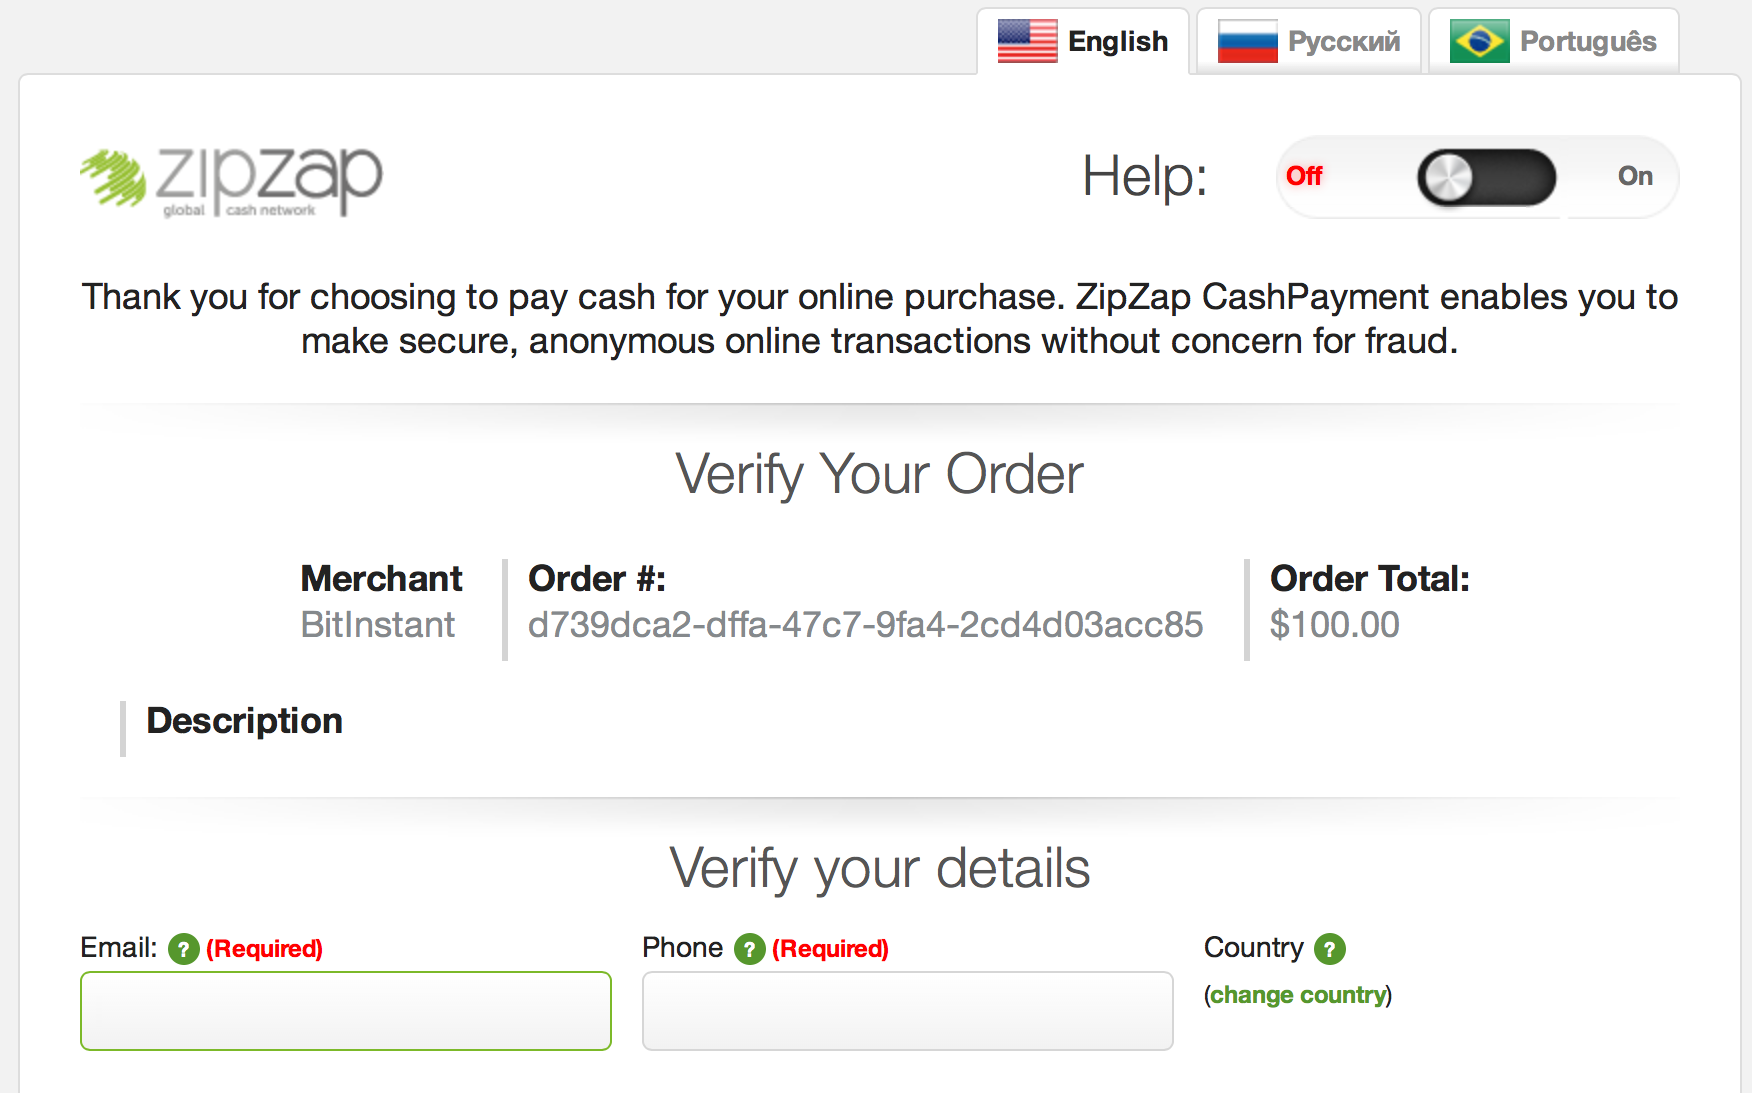 English Русский Português
zipzap
global cash network
Help: Off On
Thank you for choosing to pay cash for your online purchase. ZipZap CashPayment enables you to
make secure, anonymous online transactions without concern for fraud.
Verify Your Order
Merchant Order #: Order Total:
BitInstant d739dca2-dffa-47c7-9fa4-2cd4d03acc85 $100.00
Description
Verify your details
Email: ? (Required) Phone ? (Required) Country ?
(change country)